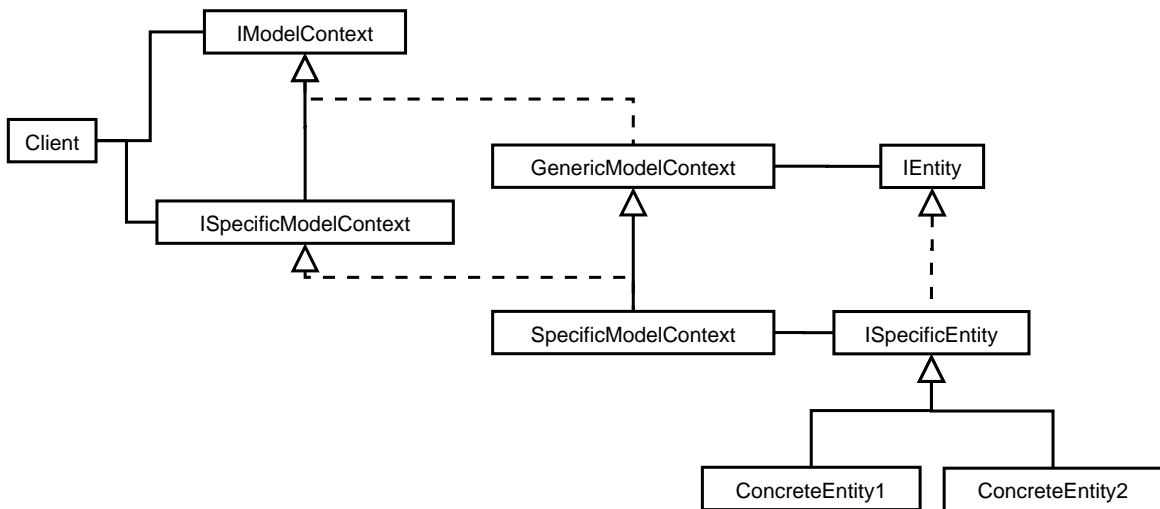 IModelContext
Client
GenericModelContext
IEntity
ISpecificModelContext
SpecificModelContext
ISpecificEntity
ConcreteEntity1
ConcreteEntity2